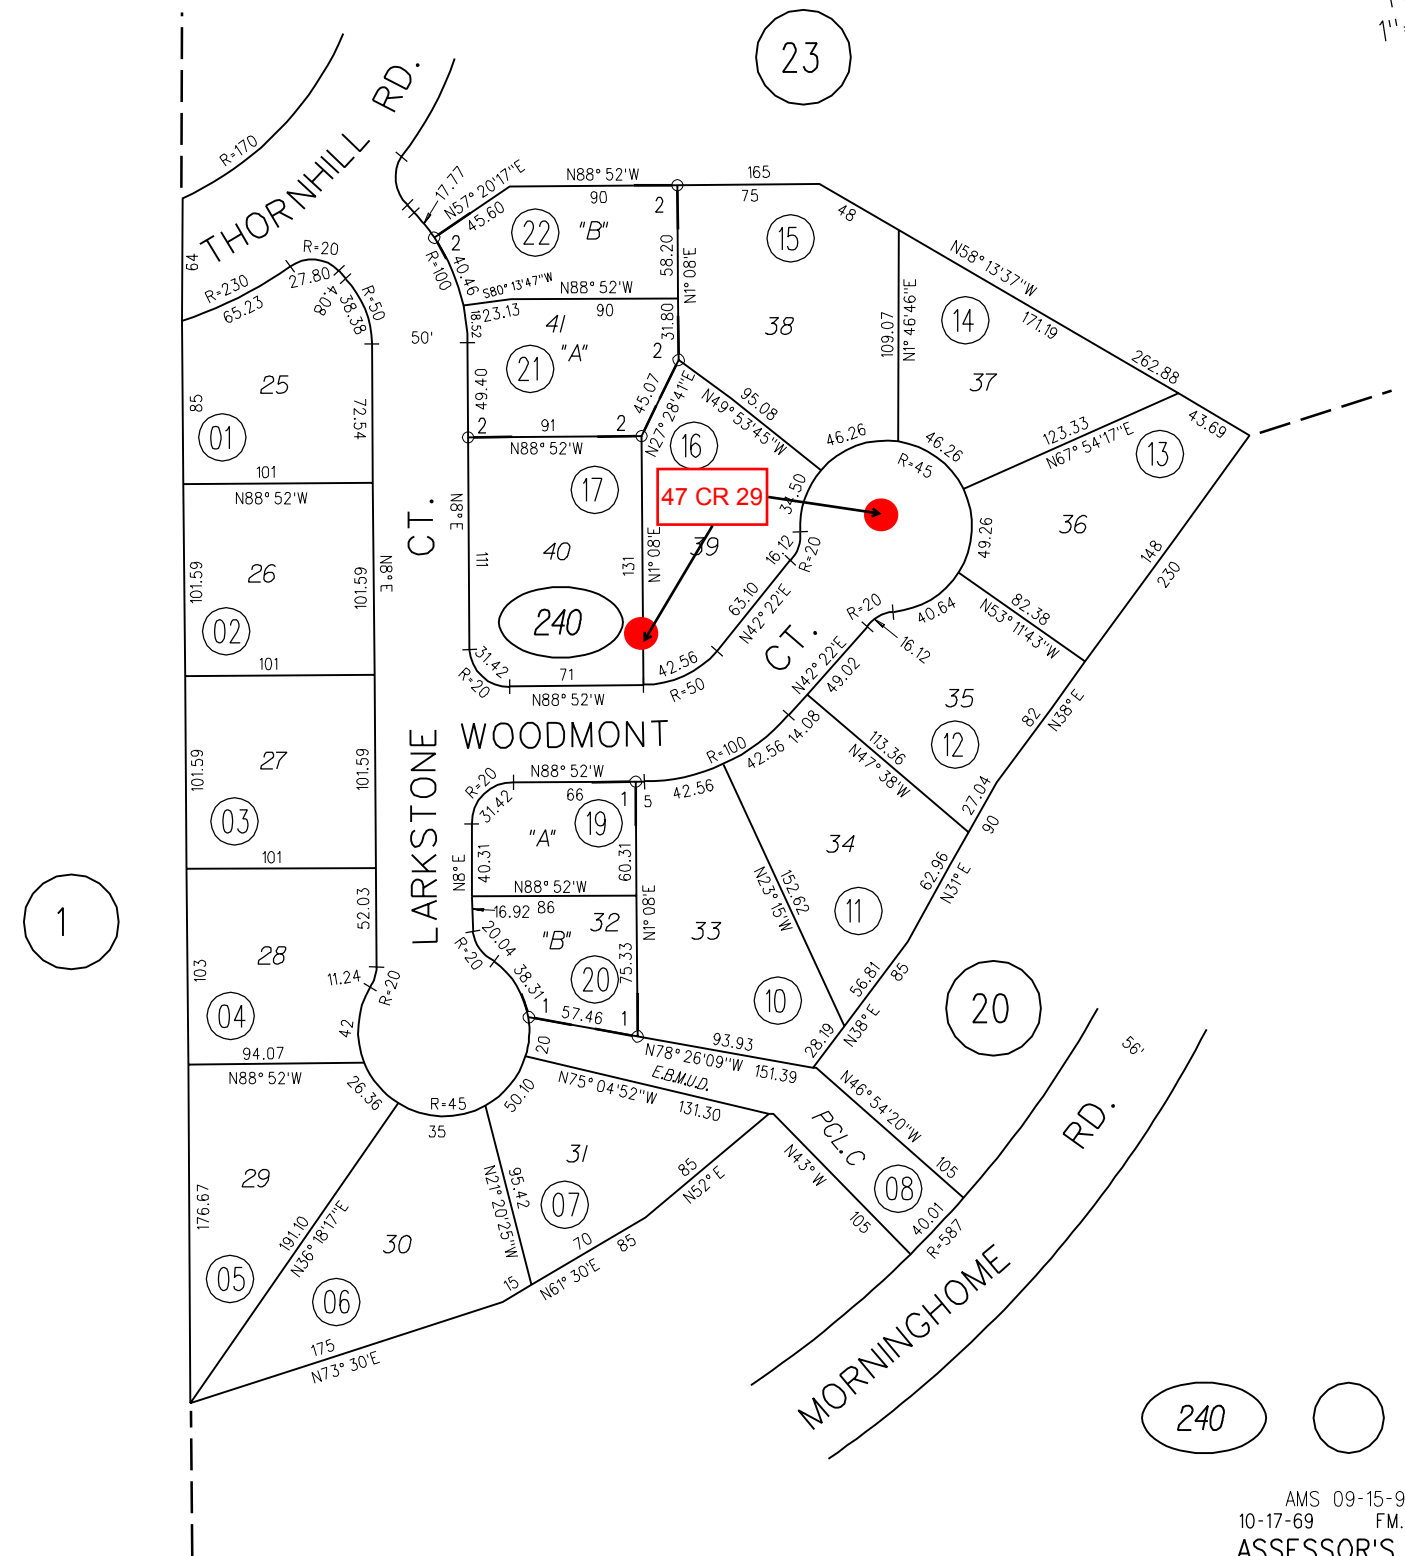 23
1"=
THORNHILL RD.
R=170
64
R=230
65.23
27.80
R=20
4.08
38.38
R=50
17.77
N57° 20'17"E
45.60
N88° 52'W
90
165
75
48
2
22
"B"
2
R=100
40.46
58.20
N1° 08'E
15
N58° 13'37"W
171.19
262.88
43.69
S80° 13'47"W
23.13
N88° 52'W
90
18.52
41
"A"
21
31.80
2
50'
38
109.07
N1° 46'46"E
14
37
25
85
01
72.54
101
N88° 52'W
49.40
2
91
2
N88° 52'W
45.07
N27° 28'41"E
95.08
N49° 53'45"W
16
46.26
46.26
R=45
123.33
N67° 54'17"E
13
17
47 CR 29
34.50
36
49.26
148
230
CT.
N8°E
111
40
131
N1° 08'E
39
16.12
R=20
26
101.59
101.59
N8°E
02
101
240
63.10
N42° 22'E
CT.
R=20
40.64
16.12
82.38
N53° 11'43"W
31.42
R=20
71
N88° 52'W
42.56
R=50
N42° 22'E
49.02
35
12
82
N38°E
WOODMONT
LARKSTONE
R=100
42.56
14.08
113.36
N47° 38'W
27.04
90
27
101.59
101.59
03
101
R=20
31.42
N88° 52'W
66
1
5
42.56
19
"A"
N8° E
40.31
60.31
N88° 52'W
86
16.92
34
152.62
N23° 15'W
11
62.96
N31° E
1
52.03
28
103
04
11.24
R=20
42
94.07
N88° 52'W
R=20
20.04
38.31
"B"
32
20
75.33
N1° 08'E
33
10
56.81
85
20
1
57.46
1
20
93.93
N78° 26'09"W
151.39
28.19
N38° E
E.B.M.U.D.
N75° 04'52"W
131.30
26.36
R=45
35
50.10
N46° 54'20"W
105
PCL.C
08
40.01
R=587
N43° W
105
56'
MORNINGHOME RD.
29
176.67
05
191.10
N36° 18'17"E
30
06
31
07
95.42
N21° 20'25"W
85
N52° E
70
85
N61° 30'E
15
175
N73° 30'E
240
AMS 09-15-9
10-17-69 FM.
ASSESSOR'S